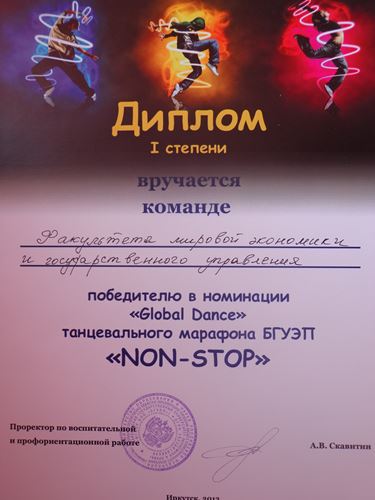 Диплом
I степени
вручается
команде
Факультета мировой экономики
и государственного управления
победителю в номинации
«Global Dance»
танцевального марафона БГУЭП
«NON-STOP»
Проректор по воспитательной
и профориентационной работе
А.В. Скавитин
Иркутск, 2012